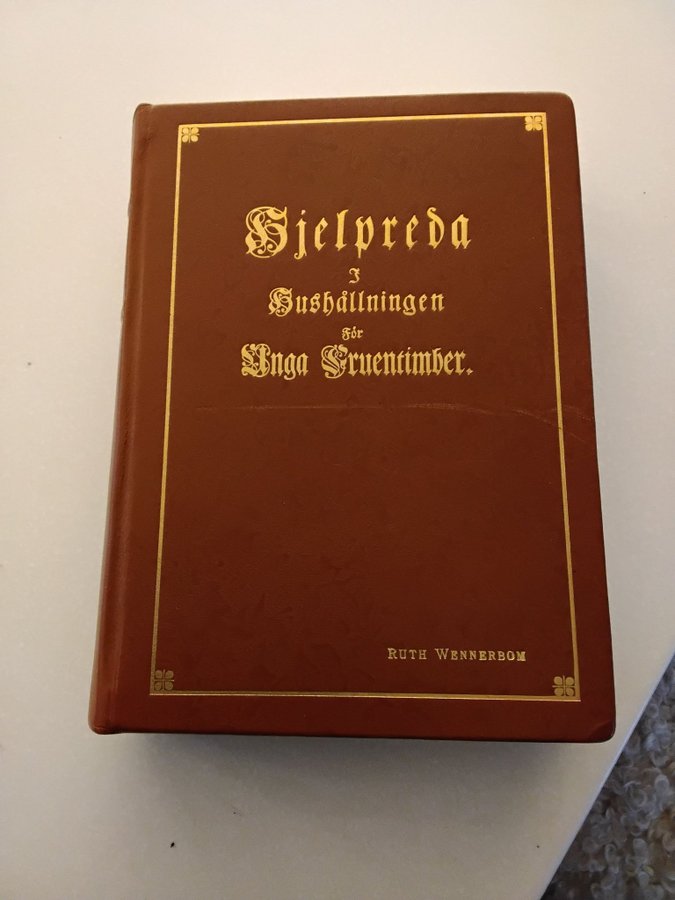 Hjelpreda
I
Hushållningen
För
Unga Fruentimber.
RUTH WENNERBOM